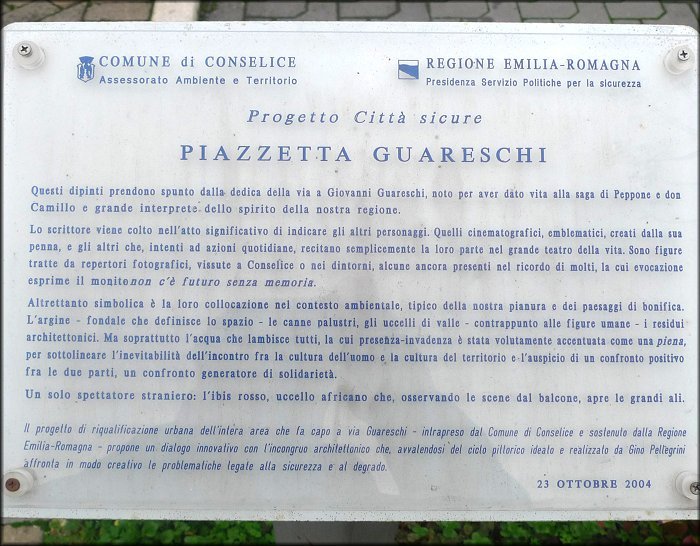 COMUNE di CONSELICE
Assessorato Ambiente e Territorio
REGIONE EMILIA-ROMAGNA
Presidenza Servizio Politiche per la sicurezza
Progetto Città sicure
PIAZZETTA GUARESCHI
Questi dipinti prendono spunto dalla dedica della via a Giovanni Guareschi, noto per aver dato vita alla saga di Peppone e don
Camillo e grande interprete dello spirito della nostra regione.
Lo scrittore viene colto nell'atto significativo di indicare gli altri personaggi. Quelli cinematografici, emblematici, creati dalla sua
penna, e gli altri che, intenti ad azioni quotidiane, recitano semplicemente la loro parte nel grande teatro della vita. Sono figure
tratte da repertori fotografici, vissute a Conselice o nei dintorni, alcune ancora presenti nel ricordo di molti, la cui evocazione
esprime il monitonon c'è futuro senza memoria.
Altrettanto simbolica è la loro collocazione nel contesto ambientale, tipico della nostra pianura e dei paesaggi di bonifica.
L'argine - fondale che definisce lo spazio - le canne palustri, gli uccelli di valle - contrappunto alle figure umane - i residui
architettonici. Ma soprattutto l'acqua che lambisce tutti, la cui presenza-invadenza è stata volutamente accentuata come una piena,
per sottolineare l'inevitabilità dell'incontro fra la cultura dell'uomo e la cultura del territorio e l'auspicio di un confronto positivo
fra le due parti, un confronto generatore di solidarietà.
Un solo spettatore straniero: l'ibis rosso, uccello africano che, osservando le scene dal balcone, apre le grandi ali.
Il progetto di riqualificazione urbana dell'intera area che fa capo a via Guareschi - intrapreso dal Comune di Conselice e sostenuto dalla Regione
Emilia-Romagna - propone un dialogo innovativo con l'incongruo architettonico che, avvalendosi del ciclo pittorico ideato e realizzato da Gino Pellegrini
affronta in modo creativo le problematiche legate alla sicurezza e al degrado.
23 OTTOBRE 2004